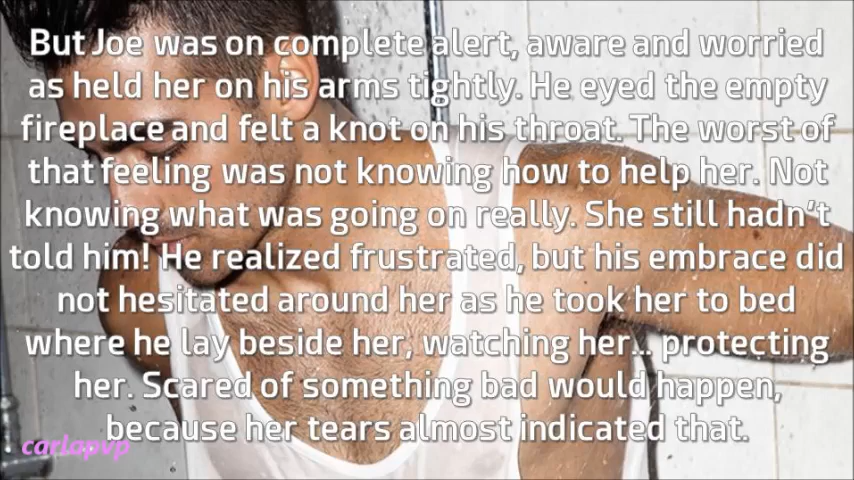 But Joe was on complete alert, aware and worried
as held her on his arms tightly. He eyed the empty
fireplace and felt a knot on his throat. The worst of
that feeling was not knowing how to help her. Not
knowing what was going on really. She still hadn't
told him! He realized frustrated, but his embrace did
not hesitated around her as he took her to bed
where he lay beside her, watching her... protecting
her. Scared of something bad would happen,
because her tears almost indicated that.
carlapvp